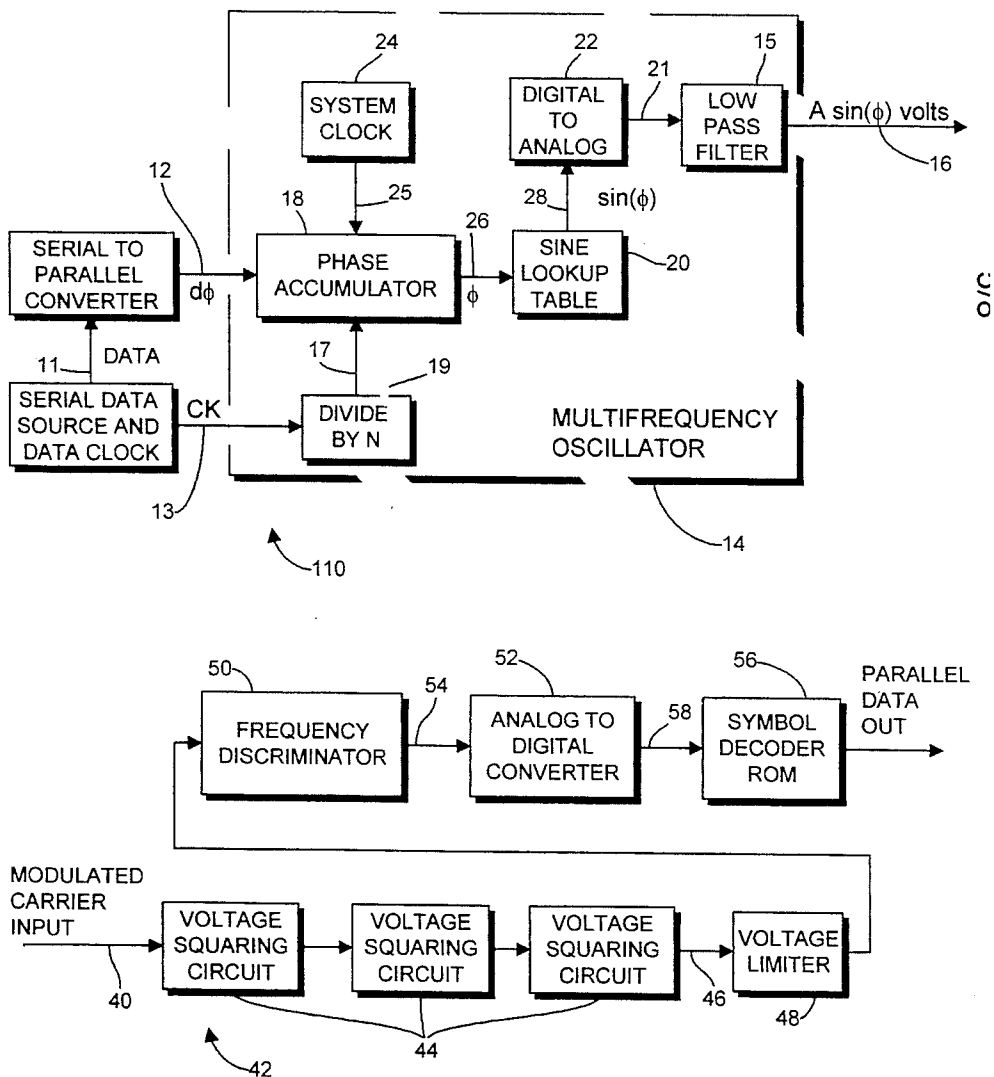 24
SYSTEM
CLOCK
25
22
DIGITAL
TO
ANALOG
21
15
LOW
PASS
FILTER
A sin(ϕ) volts
16
28
sin(ϕ)
12
SERIAL TO
PARALLEL
CONVERTER
dϕ
18
PHASE
ACCUMULATOR
26
ϕ
SINE
LOOKUP
TABLE
20
11
DATA
17
19
SERIAL DATA
SOURCE AND
DATA CLOCK
CK
DIVIDE
BY N
MULTIFREQUENCY
OSCILLATOR
13
14
110
50
FREQUENCY
DISCRIMINATOR
54
52
ANALOG TO
DIGITAL
CONVERTER
58
56
SYMBOL
DECODER
ROM
PARALLEL
DATA
OUT
MODULATED
CARRIER
INPUT
40
VOLTAGE
SQUARING
CIRCUIT
VOLTAGE
SQUARING
CIRCUIT
VOLTAGE
SQUARING
CIRCUIT
46
VOLTAGE
LIMITER
48
44
42